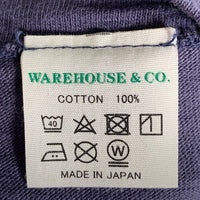 WAREHOUSE & CO.
COTTON 100%
40
W
MADE IN JAPAN